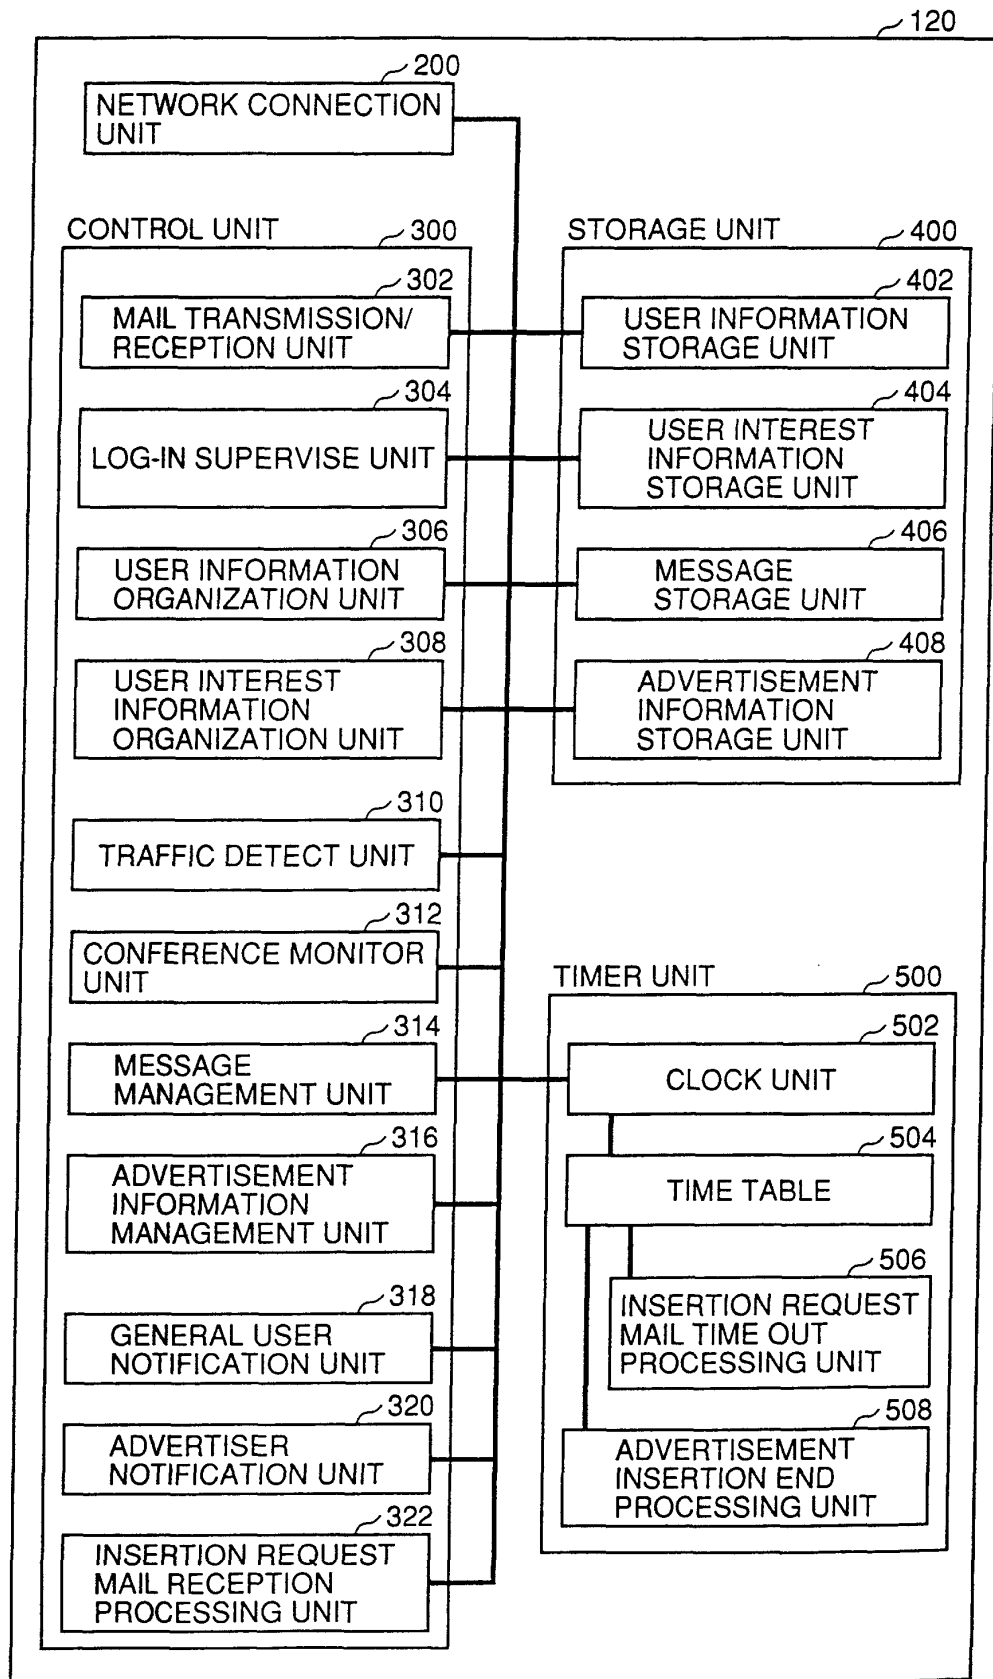 120
200
NETWORK CONNECTION
UNIT
CONTROL UNIT
300
302
MAIL TRANSMISSION/
RECEPTION UNIT
304
LOG-IN SUPERVISE UNIT
306
USER INFORMATION
ORGANIZATION UNIT
308
USER INTEREST
INFORMATION
ORGANIZATION UNIT
310
TRAFFIC DETECT UNIT
312
CONFERENCE MONITOR
UNIT
314
MESSAGE
MANAGEMENT UNIT
316
ADVERTISEMENT
INFORMATION
MANAGEMENT UNIT
318
GENERAL USER
NOTIFICATION UNIT
320
ADVERTISER
NOTIFICATION UNIT
322
INSERTION REQUEST
MAIL RECEPTION
PROCESSING UNIT
STORAGE UNIT
400
402
USER INFORMATION
STORAGE UNIT
404
USER INTEREST
INFORMATION
STORAGE UNIT
406
MESSAGE
STORAGE UNIT
408
ADVERTISEMENT
INFORMATION
STORAGE UNIT
TIMER UNIT
500
502
CLOCK UNIT
504
TIME TABLE
506
INSERTION REQUEST
MAIL TIME OUT
PROCESSING UNIT
508
ADVERTISEMENT
INSERTION END
PROCESSING UNIT